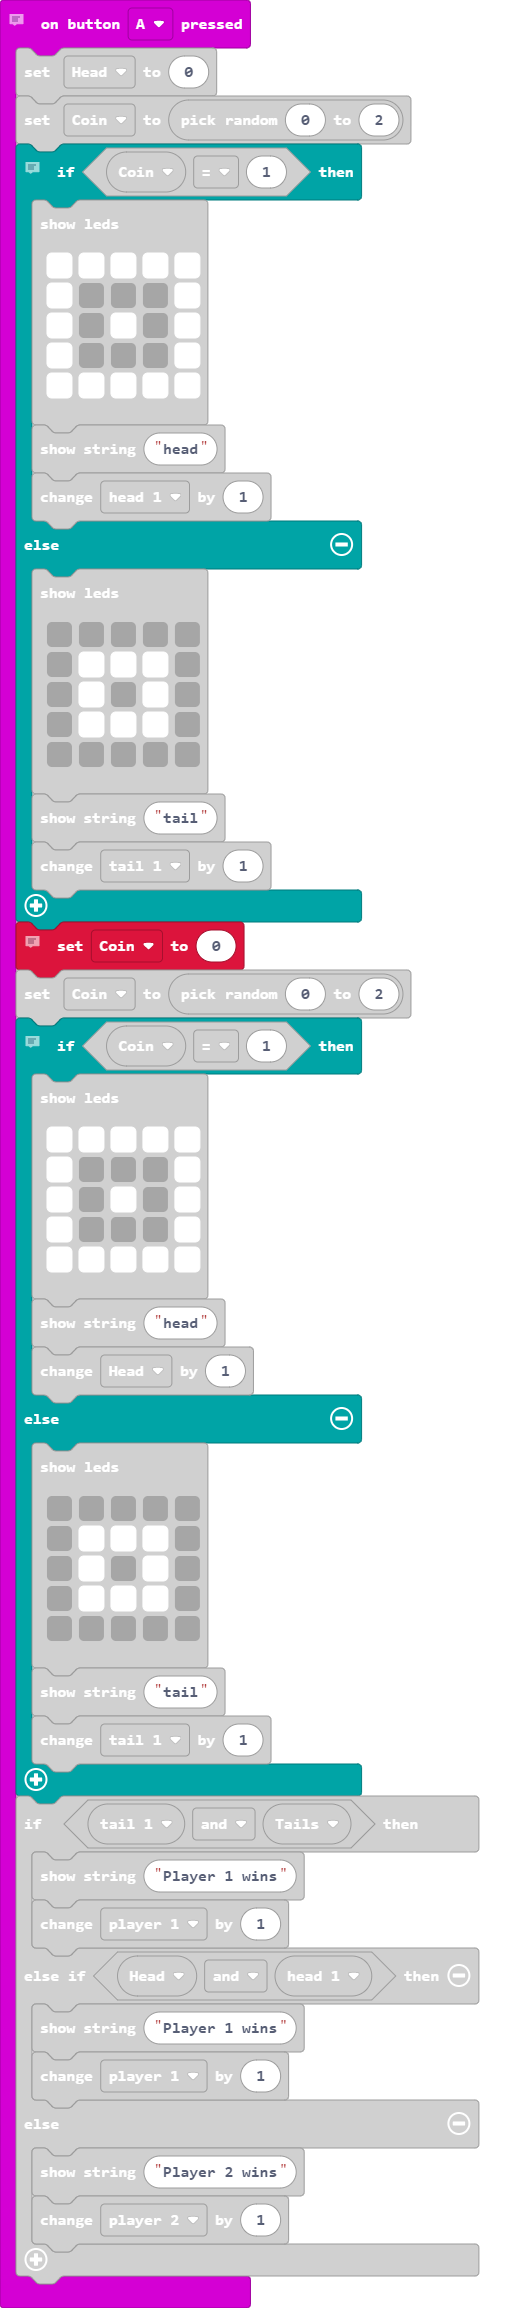 on button A pressed
set Head to 0
set Coin to pick random 0 to 2
if Coin = 1 then
show leds
show string "head"
change head 1 by 1
else
show leds
show string "tail"
change tail 1 by 1
set Coin to 0
set Coin to pick random 0 to 2
if Coin = 1 then
show leds
show string "head"
change Head by 1
else
show leds
show string "tail"
change tail 1 by 1
if tail 1 and Tails then
show string "Player 1 wins"
change player 1 by 1
else if Head and head 1 then
show string "Player 1 wins"
change player 1 by 1
else
show string "Player 2 wins"
change player 2 by 1